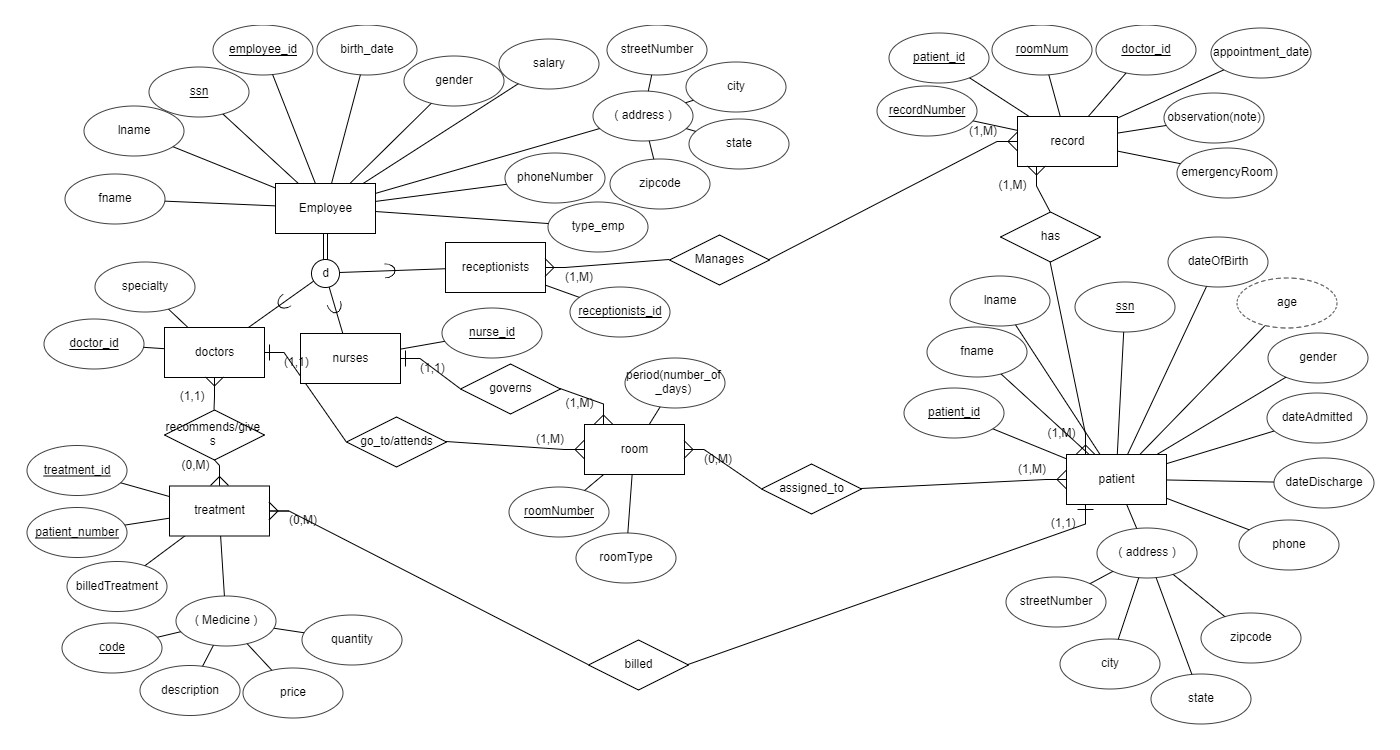 employee_id
birth_date
streetNumber
patient_id
roomNum
doctor_id
appointment_date
ssn
gender
salary
city
lname
( address )
recordNumber
observation(note)
(1,M)
record
state
fname
phoneNumber
zipcode
emergencyRoom
(1,M)
Employee
type_emp
has
d
receptionists
(1,M)
Manages
dateOfBirth
specialty
receptionists_id
lname
ssn
age
doctor_id
doctors
(1,1)
nurses
nurse_id
(1,1)
fname
gender
period(number_of
_days)
governs
(1,M)
(1,1)
patient_id
dateAdmitted
recommends/give
s
go_to/attends
(1,M)
room
(0,M)
(1,M)
(0,M)
treatment_id
assigned_to
(1,M)
patient
dateDischarge
treatment
(0,M)
roomNumber
(1,1)
patient_number
roomType
( address )
phone
billedTreatment
streetNumber
( Medicine )
code
quantity
zipcode
description
price
billed
city
state